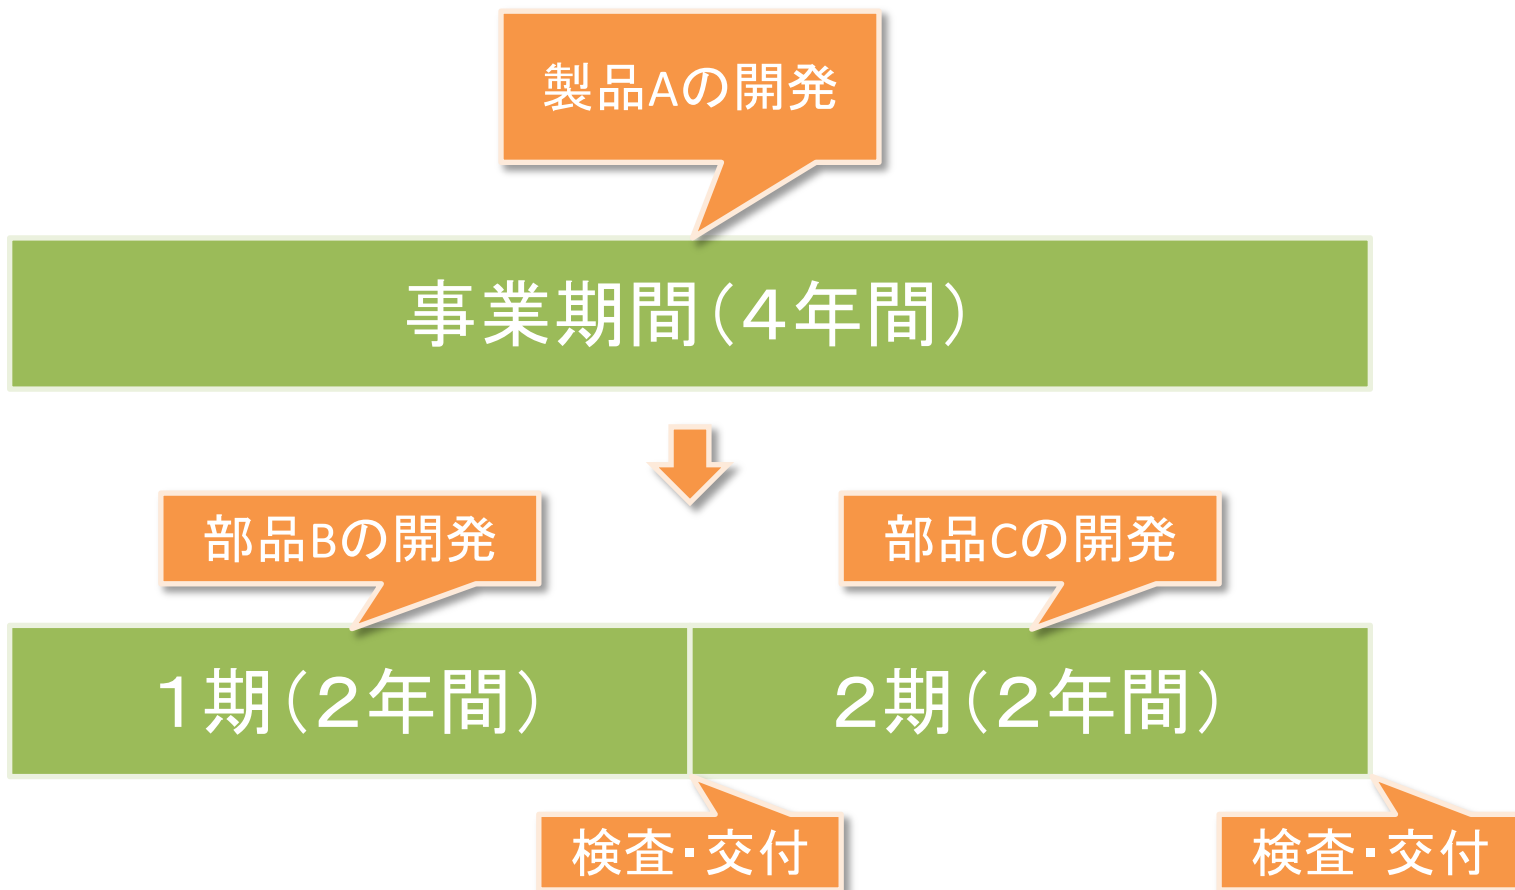 製品Aの開発
事業期間(4年間)
部品Bの開発
部品Cの開発
1期(2年間)
2期(2年間)
検査・交付
検査・交付